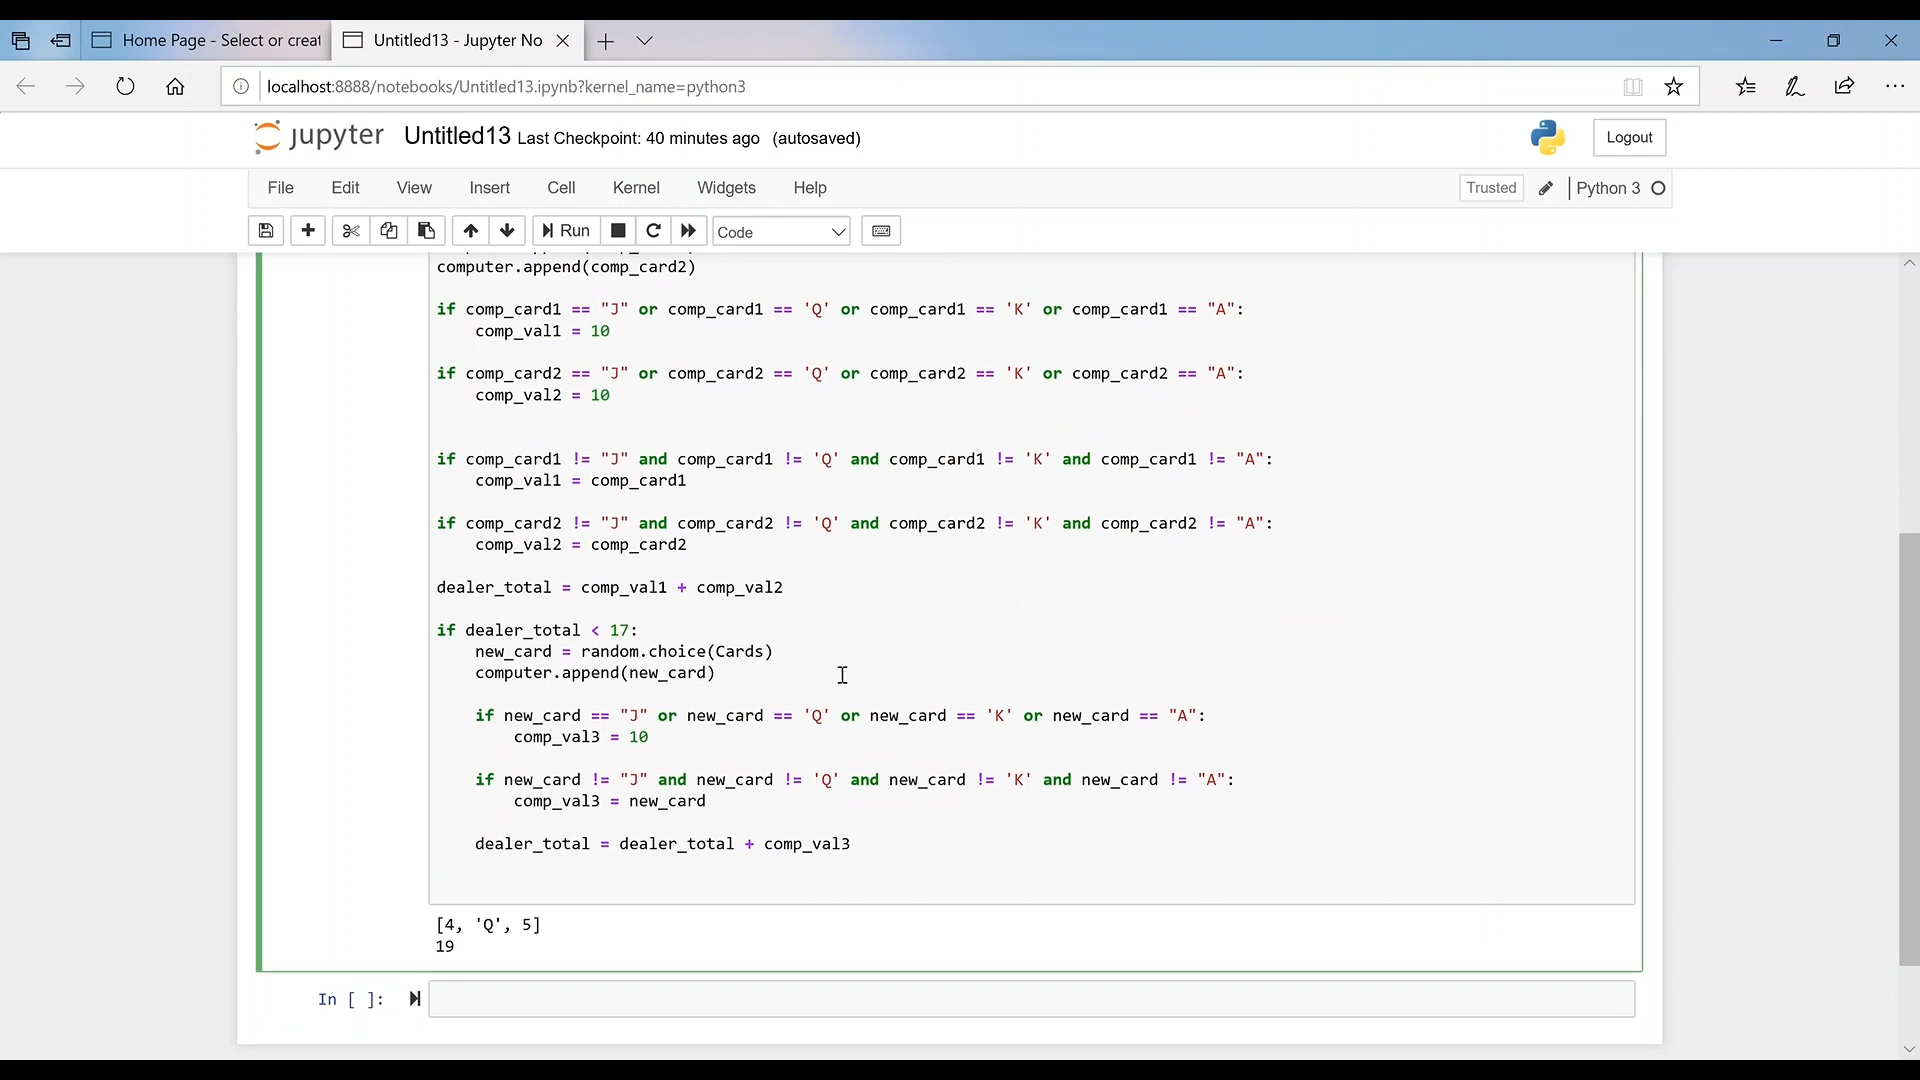 Home Page - Select or creat
Untitled13 - Jupyter No
localhost:8888/notebooks/Untitled13.ipynb?kernel_name=python3
jupyter Untitled13 Last Checkpoint: 40 minutes ago (autosaved)
Logout
File Edit View Insert Cell Kernel Widgets Help
Trusted
Python 3
Run
Code
computer.append(comp_card2)
if comp_card1 == "J" or comp_card1 == 'Q' or comp_card1 == 'K' or comp_card1 == "A":
    comp_val1 = 10
if comp_card2 == "J" or comp_card2 == 'Q' or comp_card2 == 'K' or comp_card2 == "A":
    comp_val2 = 10
if comp_card1 != "J" and comp_card1 != 'Q' and comp_card1 != 'K' and comp_card1 != "A":
    comp_val1 = comp_card1
if comp_card2 != "J" and comp_card2 != 'Q' and comp_card2 != 'K' and comp_card2 != "A":
    comp_val2 = comp_card2
dealer_total = comp_val1 + comp_val2
if dealer_total < 17:
    new_card = random.choice(Cards)
    computer.append(new_card)
    if new_card == "J" or new_card == 'Q' or new_card == 'K' or new_card == "A":
        comp_val3 = 10
    if new_card != "J" and new_card != 'Q' and new_card != 'K' and new_card != "A":
        comp_val3 = new_card
    dealer_total = dealer_total + comp_val3
[4, 'Q', 5]
19
In [ ]: